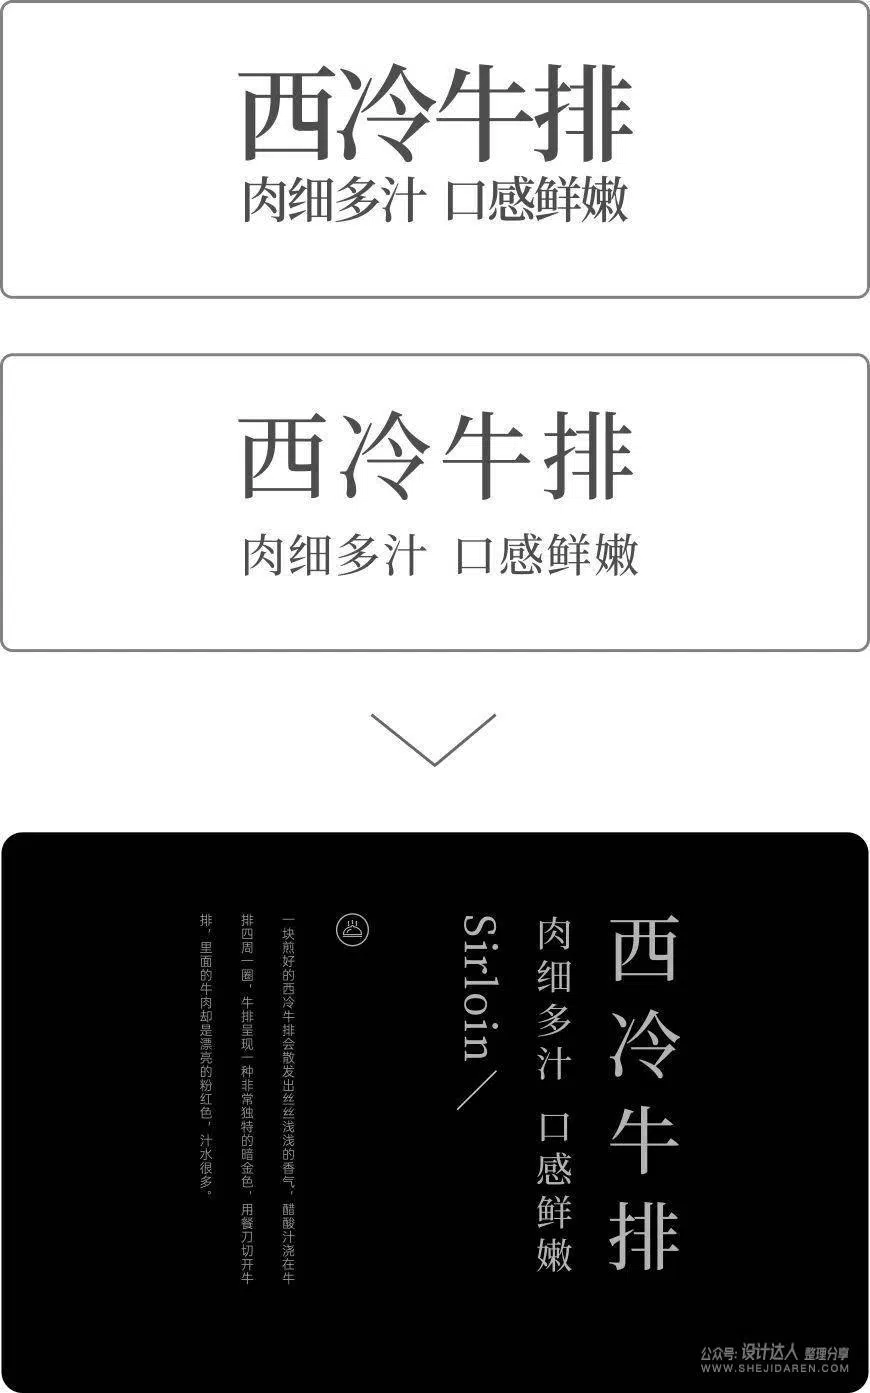 西冷牛排
肉细多汁 口感鲜嫩
西冷牛排
肉细多汁 口感鲜嫩
西冷牛排
肉细多汁 口感鲜嫩
Sirloin /
一块煎好的西冷牛排会散发出丝丝浅浅的香气，醋酸汁浇在牛
排四周一圈，牛排呈现一种非常独特的暗金色，用餐刀切开牛
排，里面的牛肉却是漂亮的粉红色，汁水很多。
公众号: 设计达人 整理分享
WWW.SHEJIDAREN.COM